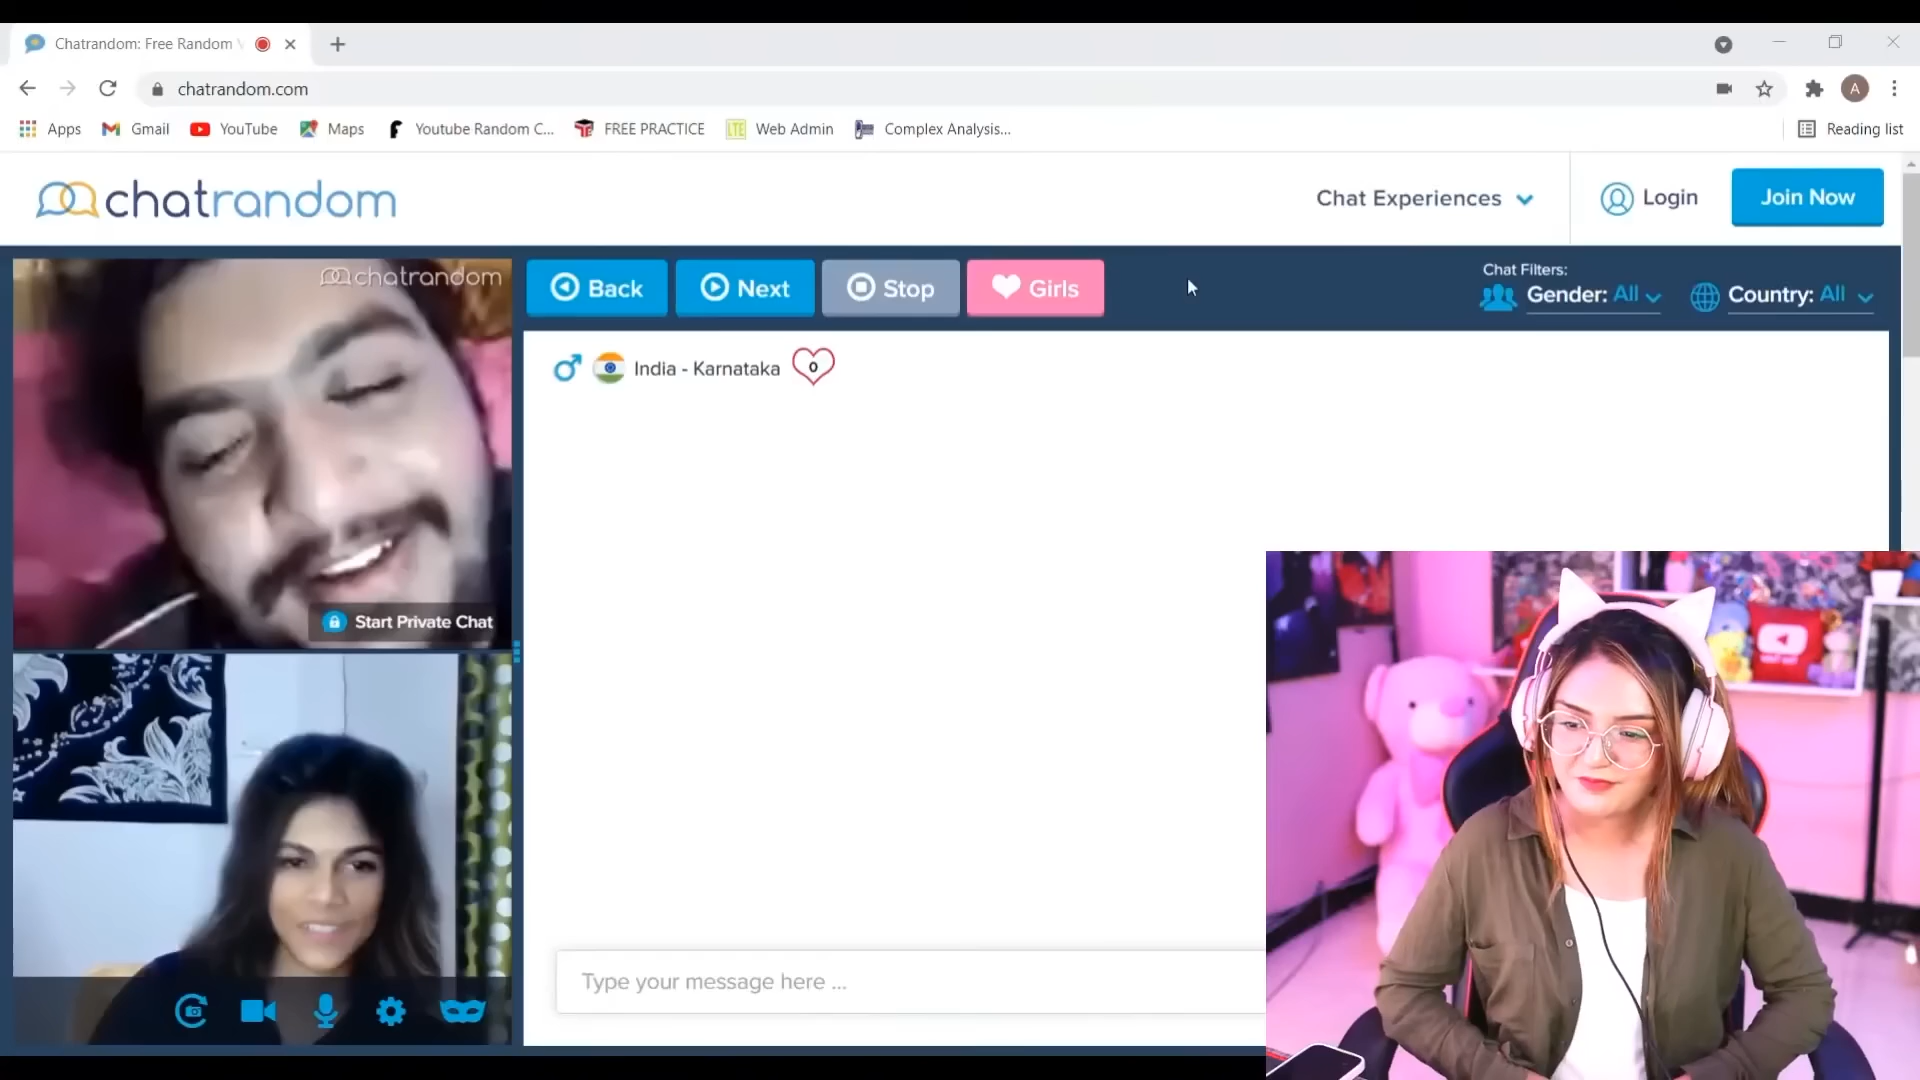 Chatrandom: Free Random
chatrandom.com
A
Apps
Gmail
YouTube
Maps
Youtube Random C...
FREE PRACTICE
LTE Web Admin
Complex Analysis...
Reading list
chatrandom
Chat Experiences
Login
Join Now
chatrandom
Back
Next
Stop
Girls
Chat Filters:
Gender: All
Country: All
India - Karnataka
0
Start Private Chat
Type your message here ...